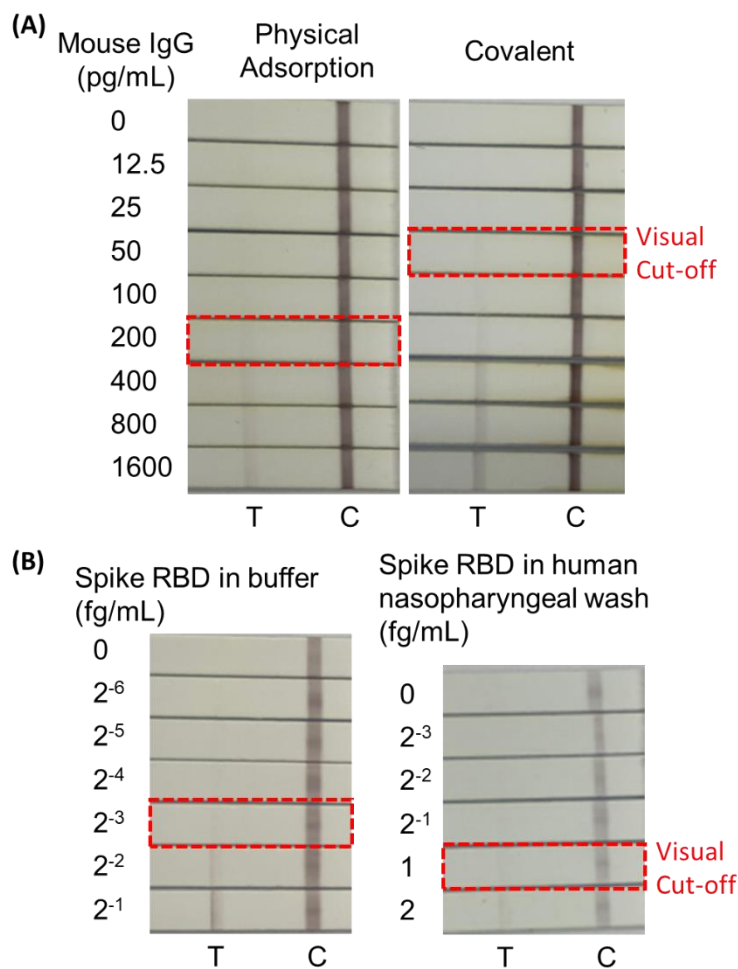 (A)
Mouse IgG
(pg/mL)
Physical
Adsorption
Covalent
0
12.5
25
50
100
200
400
800
1600
Visual
Cut-off
T C
T C
(B)
Spike RBD in buffer
(fg/mL)
0
2⁻⁶
2⁻⁵
2⁻⁴
2⁻³
2⁻²
2⁻¹
T C
Spike RBD in human
nasopharyngeal wash
(fg/mL)
0
2⁻³
2⁻²
2⁻¹
1
2
Visual
Cut-off
T C